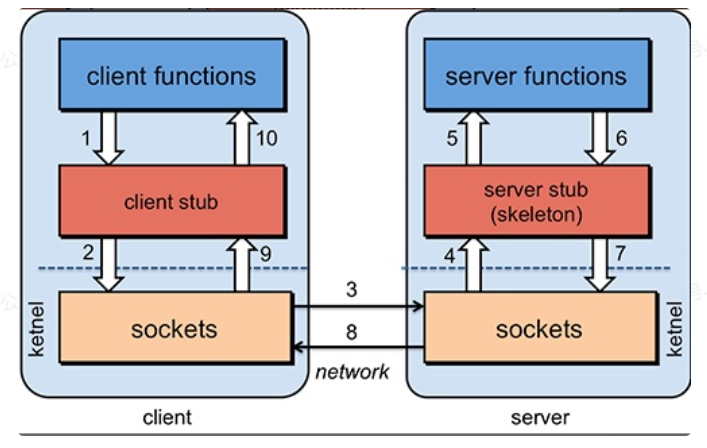 client functions
server functions
1
10
5
6
client stub
server stub
(skeleton)
2
9
4
7
3
ketnel
sockets
8
sockets
ketnel
network
client
server